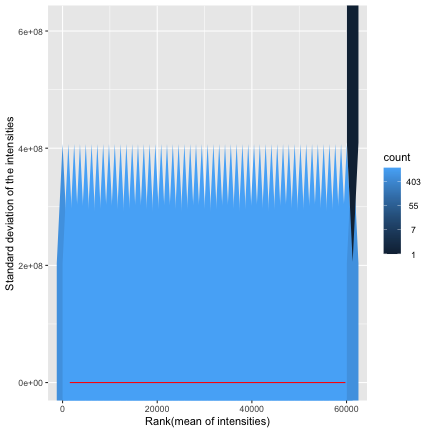 6e+08
4e+08
2e+08
0e+00
Standard deviation of the intensities
0
20000
40000
60000
Rank(mean of intensities)
count
403
55
7
1